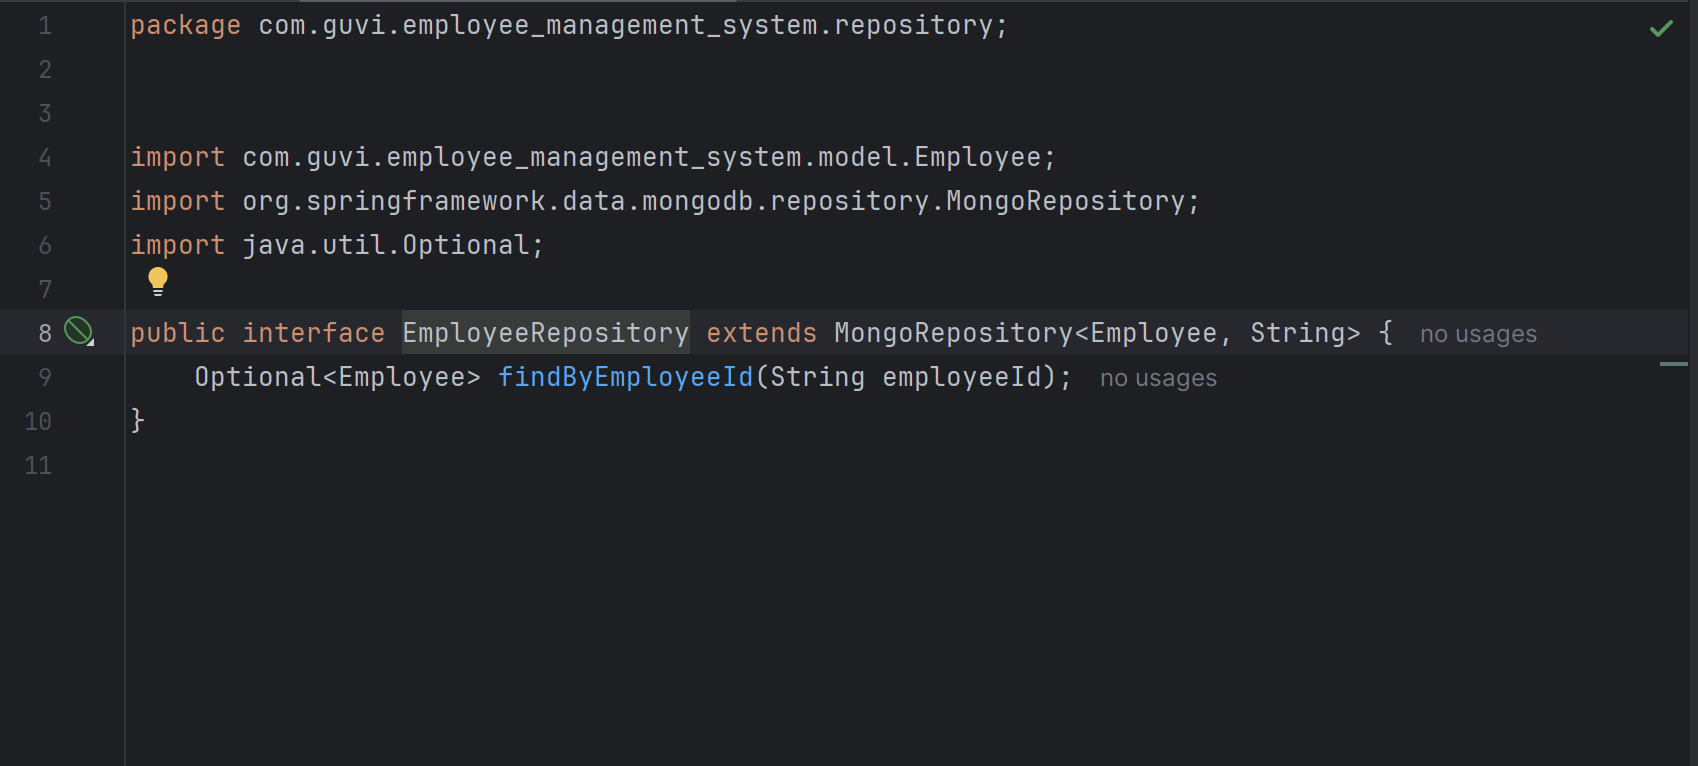 1 package com.guvi.employee_management_system.repository;
2
3
4 import com.guvi.employee_management_system.model.Employee;
5 import org.springframework.data.mongodb.repository.MongoRepository;
6 import java.util.Optional;
7
8 public interface EmployeeRepository extends MongoRepository<Employee, String> { no usages
9     Optional<Employee> findByEmployeeId(String employeeId); no usages
10 }
11